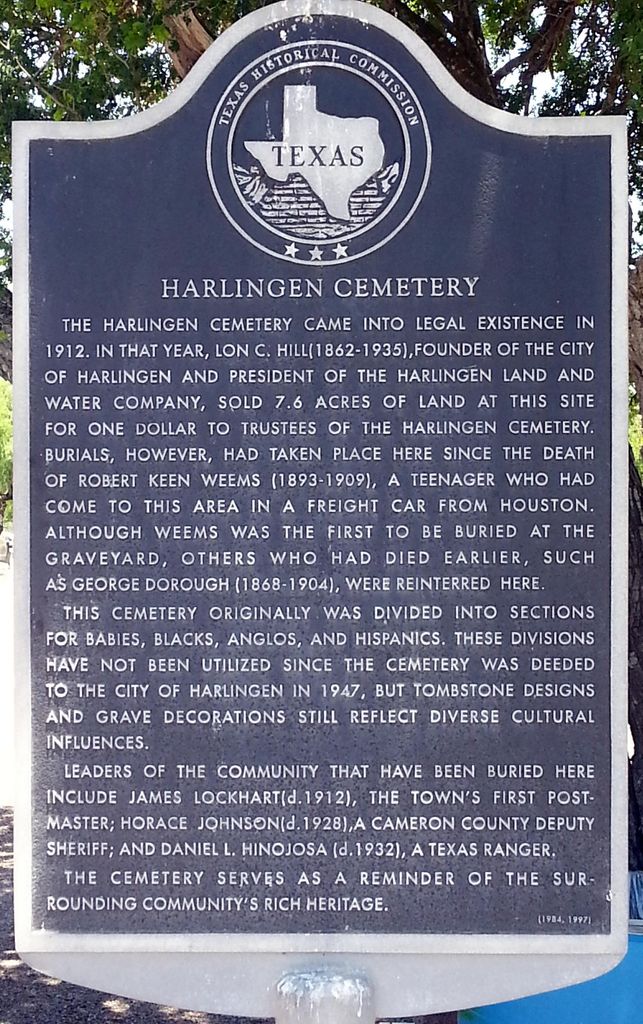 TEXAS HISTORICAL COMMISSION
TEXAS
HARLINGEN CEMETERY
THE HARLINGEN CEMETERY CAME INTO LEGAL EXISTENCE IN
1912. IN THAT YEAR, LON C. HILL(1862-1935),FOUNDER OF THE CITY
OF HARLINGEN AND PRESIDENT OF THE HARLINGEN LAND AND
WATER COMPANY, SOLD 7.6 ACRES OF LAND AT THIS SITE
FOR ONE DOLLAR TO TRUSTEES OF THE HARLINGEN CEMETERY.
BURIALS, HOWEVER, HAD TAKEN PLACE HERE SINCE THE DEATH
OF ROBERT KEEN WEEMS (1893-1909), A TEENAGER WHO HAD
COME TO THIS AREA IN A FREIGHT CAR FROM HOUSTON.
ALTHOUGH WEEMS WAS THE FIRST TO BE BURIED AT THE
GRAVEYARD, OTHERS WHO HAD DIED EARLIER, SUCH
AS GEORGE DOROUGH (1868-1904), WERE REINTERRED HERE.
THIS CEMETERY ORIGINALLY WAS DIVIDED INTO SECTIONS
FOR BABIES, BLACKS, ANGLOS, AND HISPANICS. THESE DIVISIONS
HAVE NOT BEEN UTILIZED SINCE THE CEMETERY WAS DEEDED
TO THE CITY OF HARLINGEN IN 1947, BUT TOMBSTONE DESIGNS
AND GRAVE DECORATIONS STILL REFLECT DIVERSE CULTURAL
INFLUENCES.
LEADERS OF THE COMMUNITY THAT HAVE BEEN BURIED HERE
INCLUDE JAMES LOCKHART(d.1912), THE TOWN'S FIRST POST-
MASTER; HORACE JOHNSON(d.1928),A CAMERON COUNTY DEPUTY
SHERIFF; AND DANIEL L. HINOJOSA (d.1932), A TEXAS RANGER.
THE CEMETERY SERVES AS A REMINDER OF THE SUR-
ROUNDING COMMUNITY'S RICH HERITAGE.
(1984, 1997)